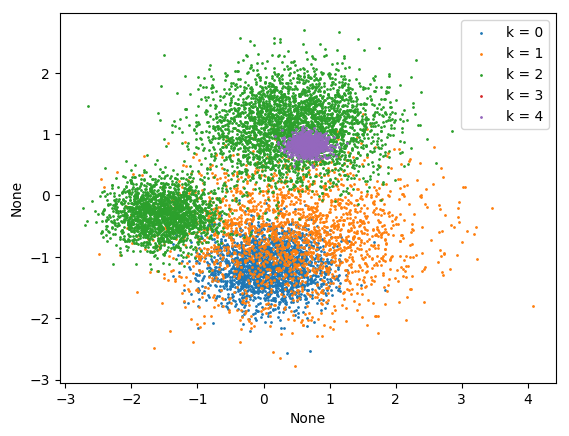 k = 0
k = 1
k = 2
k = 3
k = 4
2
1
0
−1
−2
−3
None
−3 −2 −1 0 1 2 3 4
None